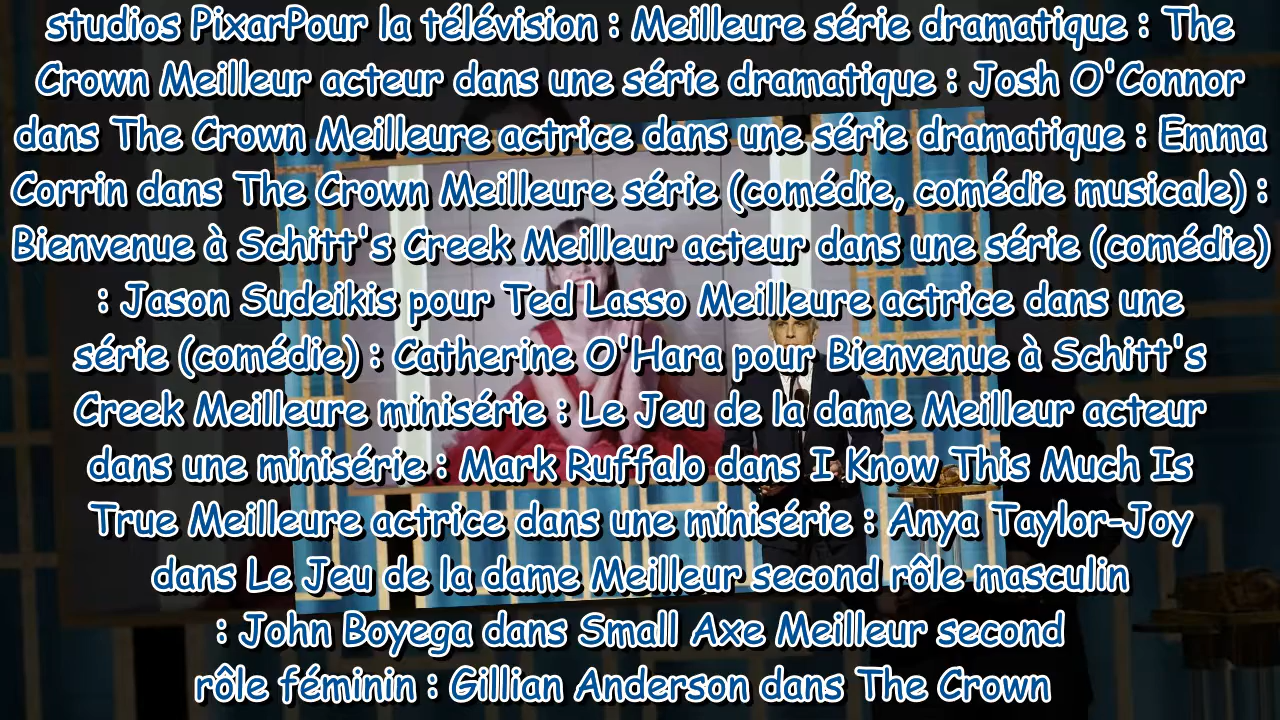 studios PixarPour la télévision : Meilleure série dramatique : The
Crown Meilleur acteur dans une série dramatique : Josh O'Connor
dans The Crown Meilleure actrice dans une série dramatique : Emma
Corrin dans The Crown Meilleure série (comédie, comédie musicale) :
Bienvenue à Schitt's Creek Meilleur acteur dans une série (comédie)
: Jason Sudeikis pour Ted Lasso Meilleure actrice dans une
série (comédie) : Catherine O'Hara pour Bienvenue à Schitt's
Creek Meilleure minisérie : Le Jeu de la dame Meilleur acteur
dans une minisérie : Mark Ruffalo dans I Know This Much Is
True Meilleure actrice dans une minisérie : Anya Taylor-Joy
dans Le Jeu de la dame Meilleur second rôle masculin
: John Boyega dans Small Axe Meilleur second
rôle féminin : Gillian Anderson dans The Crown